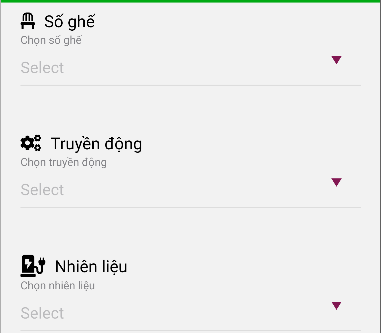 Số ghế
Chọn số ghế
Select
Truyền động
Chọn truyền động
Select
Nhiên liệu
Chọn nhiên liệu
Select